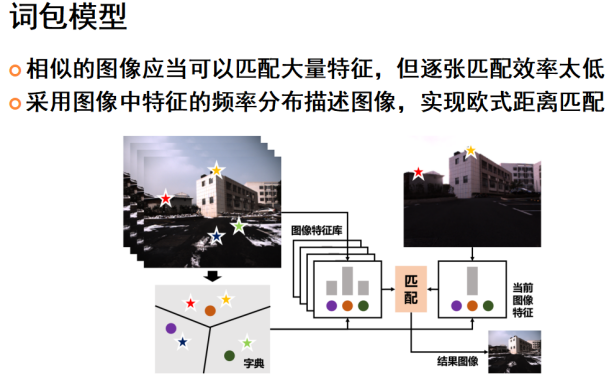 词包模型
相似的图像应当可以匹配大量特征，但逐张匹配效率太低
采用图像中特征的频率分布描述图像，实现欧式距离匹配
图像特征库
匹
配
当前
图像
特征
字典
结果图像